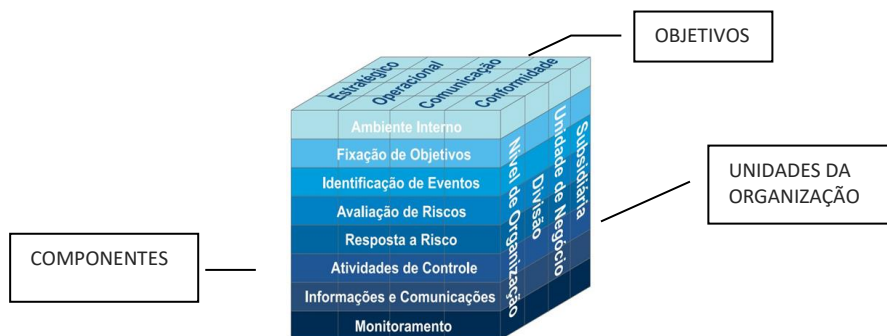 OBJETIVOS
Estratégico
Operacional
Comunicação
Conformidade
Ambiente Interno
Fixação de Objetivos
Identificação de Eventos
Avaliação de Riscos
Resposta a Risco
Atividades de Controle
Informações e Comunicações
Monitoramento
Nível de Organização
Divisão
Unidade de Negócio
Subsidiária
UNIDADES DA
ORGANIZAÇÃO
COMPONENTES